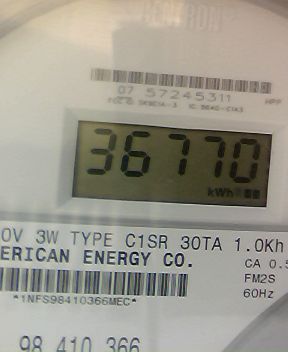 07 57245311
36770
kWh
0V 3W TYPE C1SR 30TA 1.0Kh
ERICAN ENERGY CO.
CA 0.5
FM2S
60Hz
*1NFS98410366MEC*
98 410 366